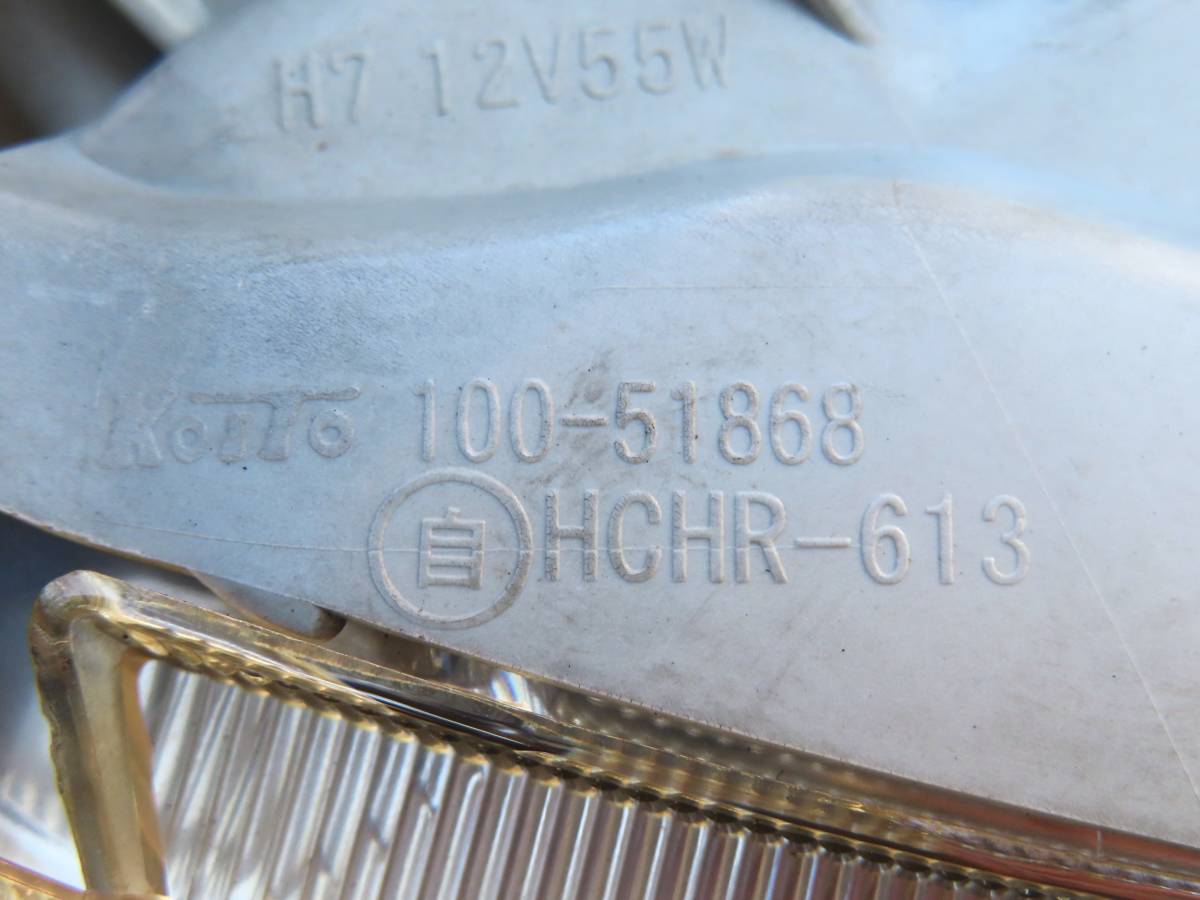 H7 12V55W
KoITo 100-51868
自 HCHR-613